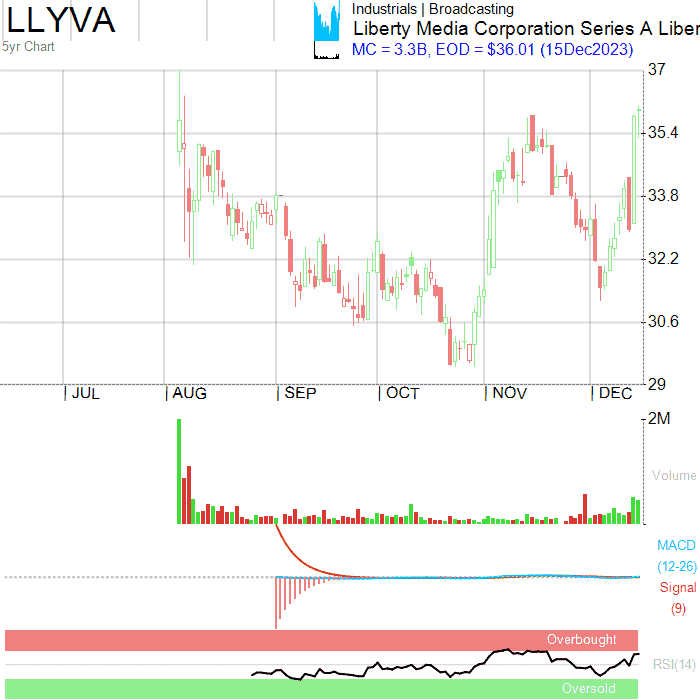 LLYVA
5yr Chart
Industrials | Broadcasting
Liberty Media Corporation Series A Liber
MC = 3.3B, EOD = $36.01 (15Dec2023)
37
35.4
33.8
32.2
30.6
29
| JUL | AUG | SEP | OCT | NOV | DEC
2M
Volume
MACD
(12-26)
Signal
(9)
Overbought
RSI(14)
Oversold